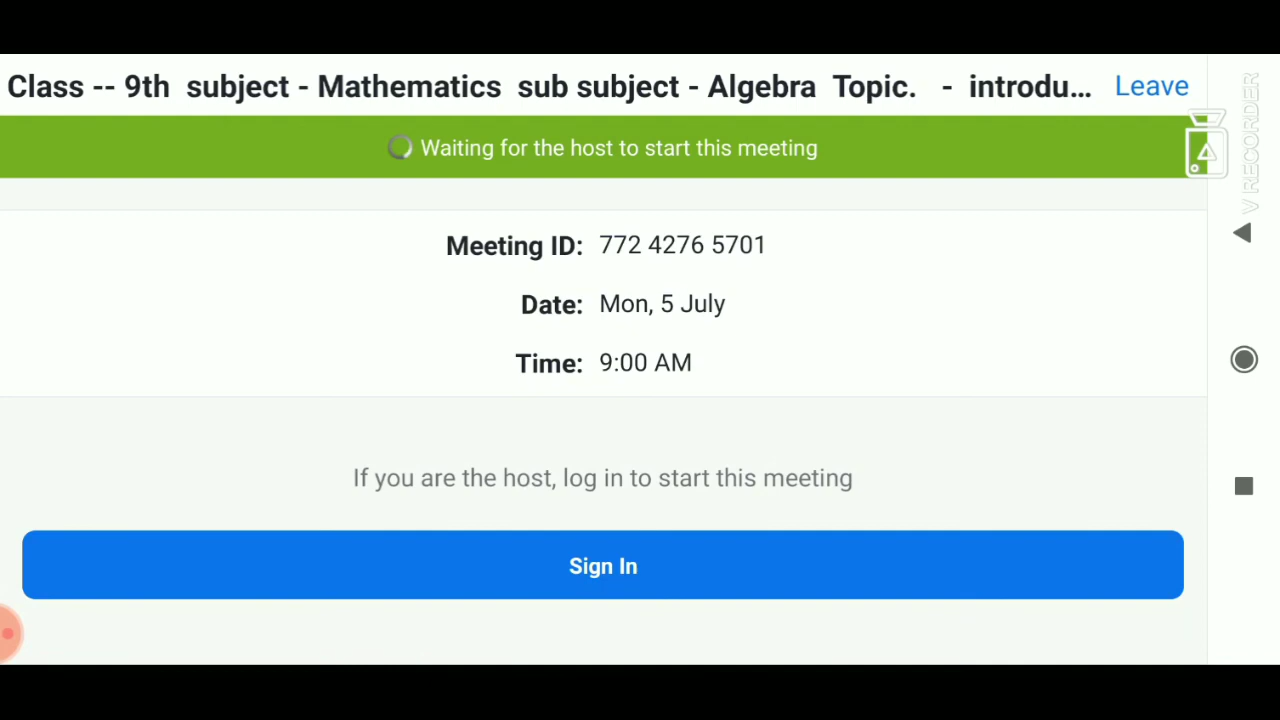 Class -- 9th subject - Mathematics sub subject - Algebra Topic. - introdu... Leave
Waiting for the host to start this meeting
V RECORDER
Meeting ID: 772 4276 5701
Date: Mon, 5 July
Time: 9:00 AM
If you are the host, log in to start this meeting
Sign In